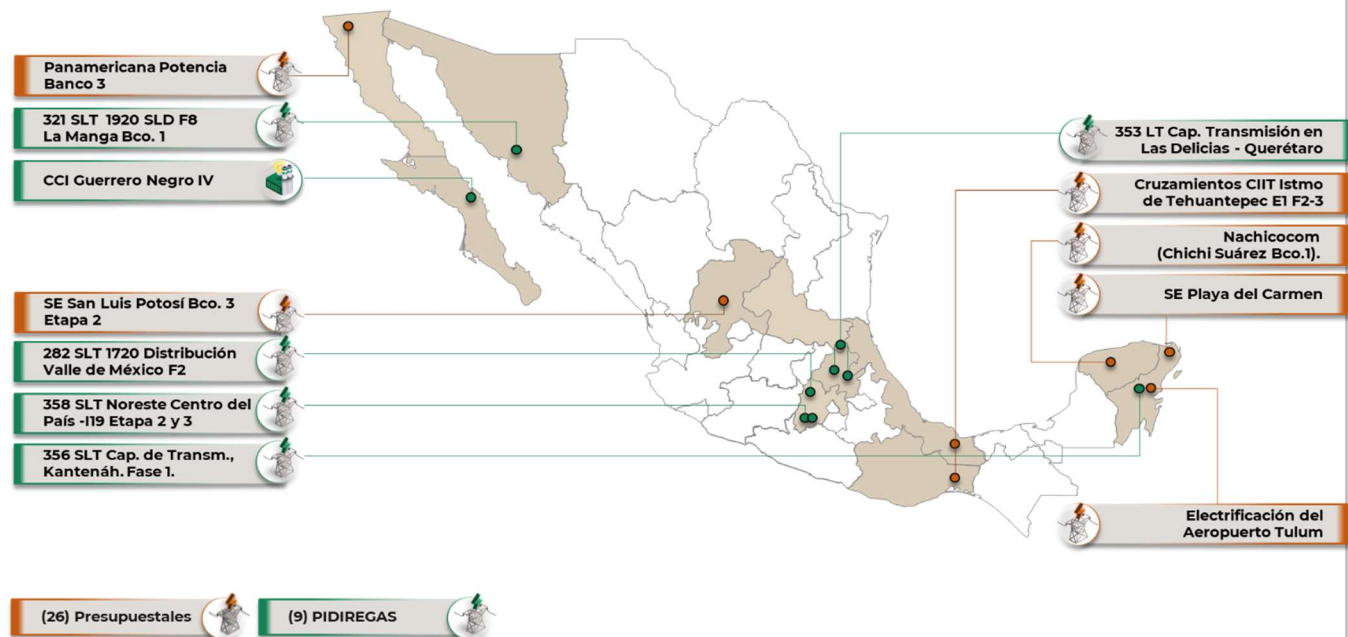 Panamericana Potencia
Banco 3
321 SLT 1920 SLD F8
La Manga Bco. 1
CCI Guerrero Negro IV
SE San Luis Potosí Bco. 3
Etapa 2
282 SLT 1720 Distribución
Valle de México F2
358 SLT Noreste Centro del
País -I19 Etapa 2 y 3
356 SLT Cap. de Transm.,
Kantenáh. Fase 1.
353 LT Cap. Transmisión en
Las Delicias - Querétaro
Cruzamientos CIIT Istmo
de Tehuantepec E1 F2-3
Nachicocom
(Chichi Suárez Bco.1).
SE Playa del Carmen
Electrificación del
Aeropuerto Tulum
(26) Presupuestales
(9) PIDIREGAS